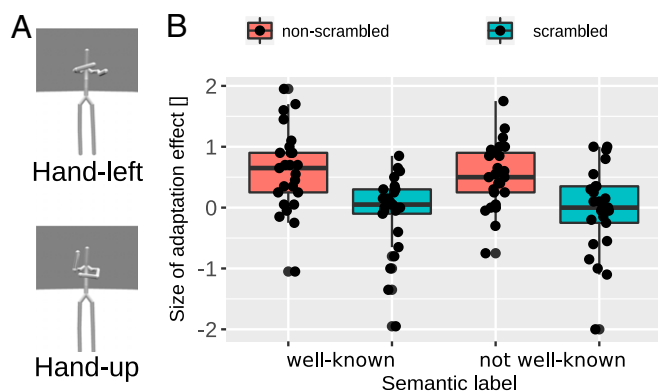 A
Hand-left
Hand-up
B
non-scrambled
scrambled
Size of adaptation effect []
2
1
0
-1
-2
well-known
not well-known
Semantic label